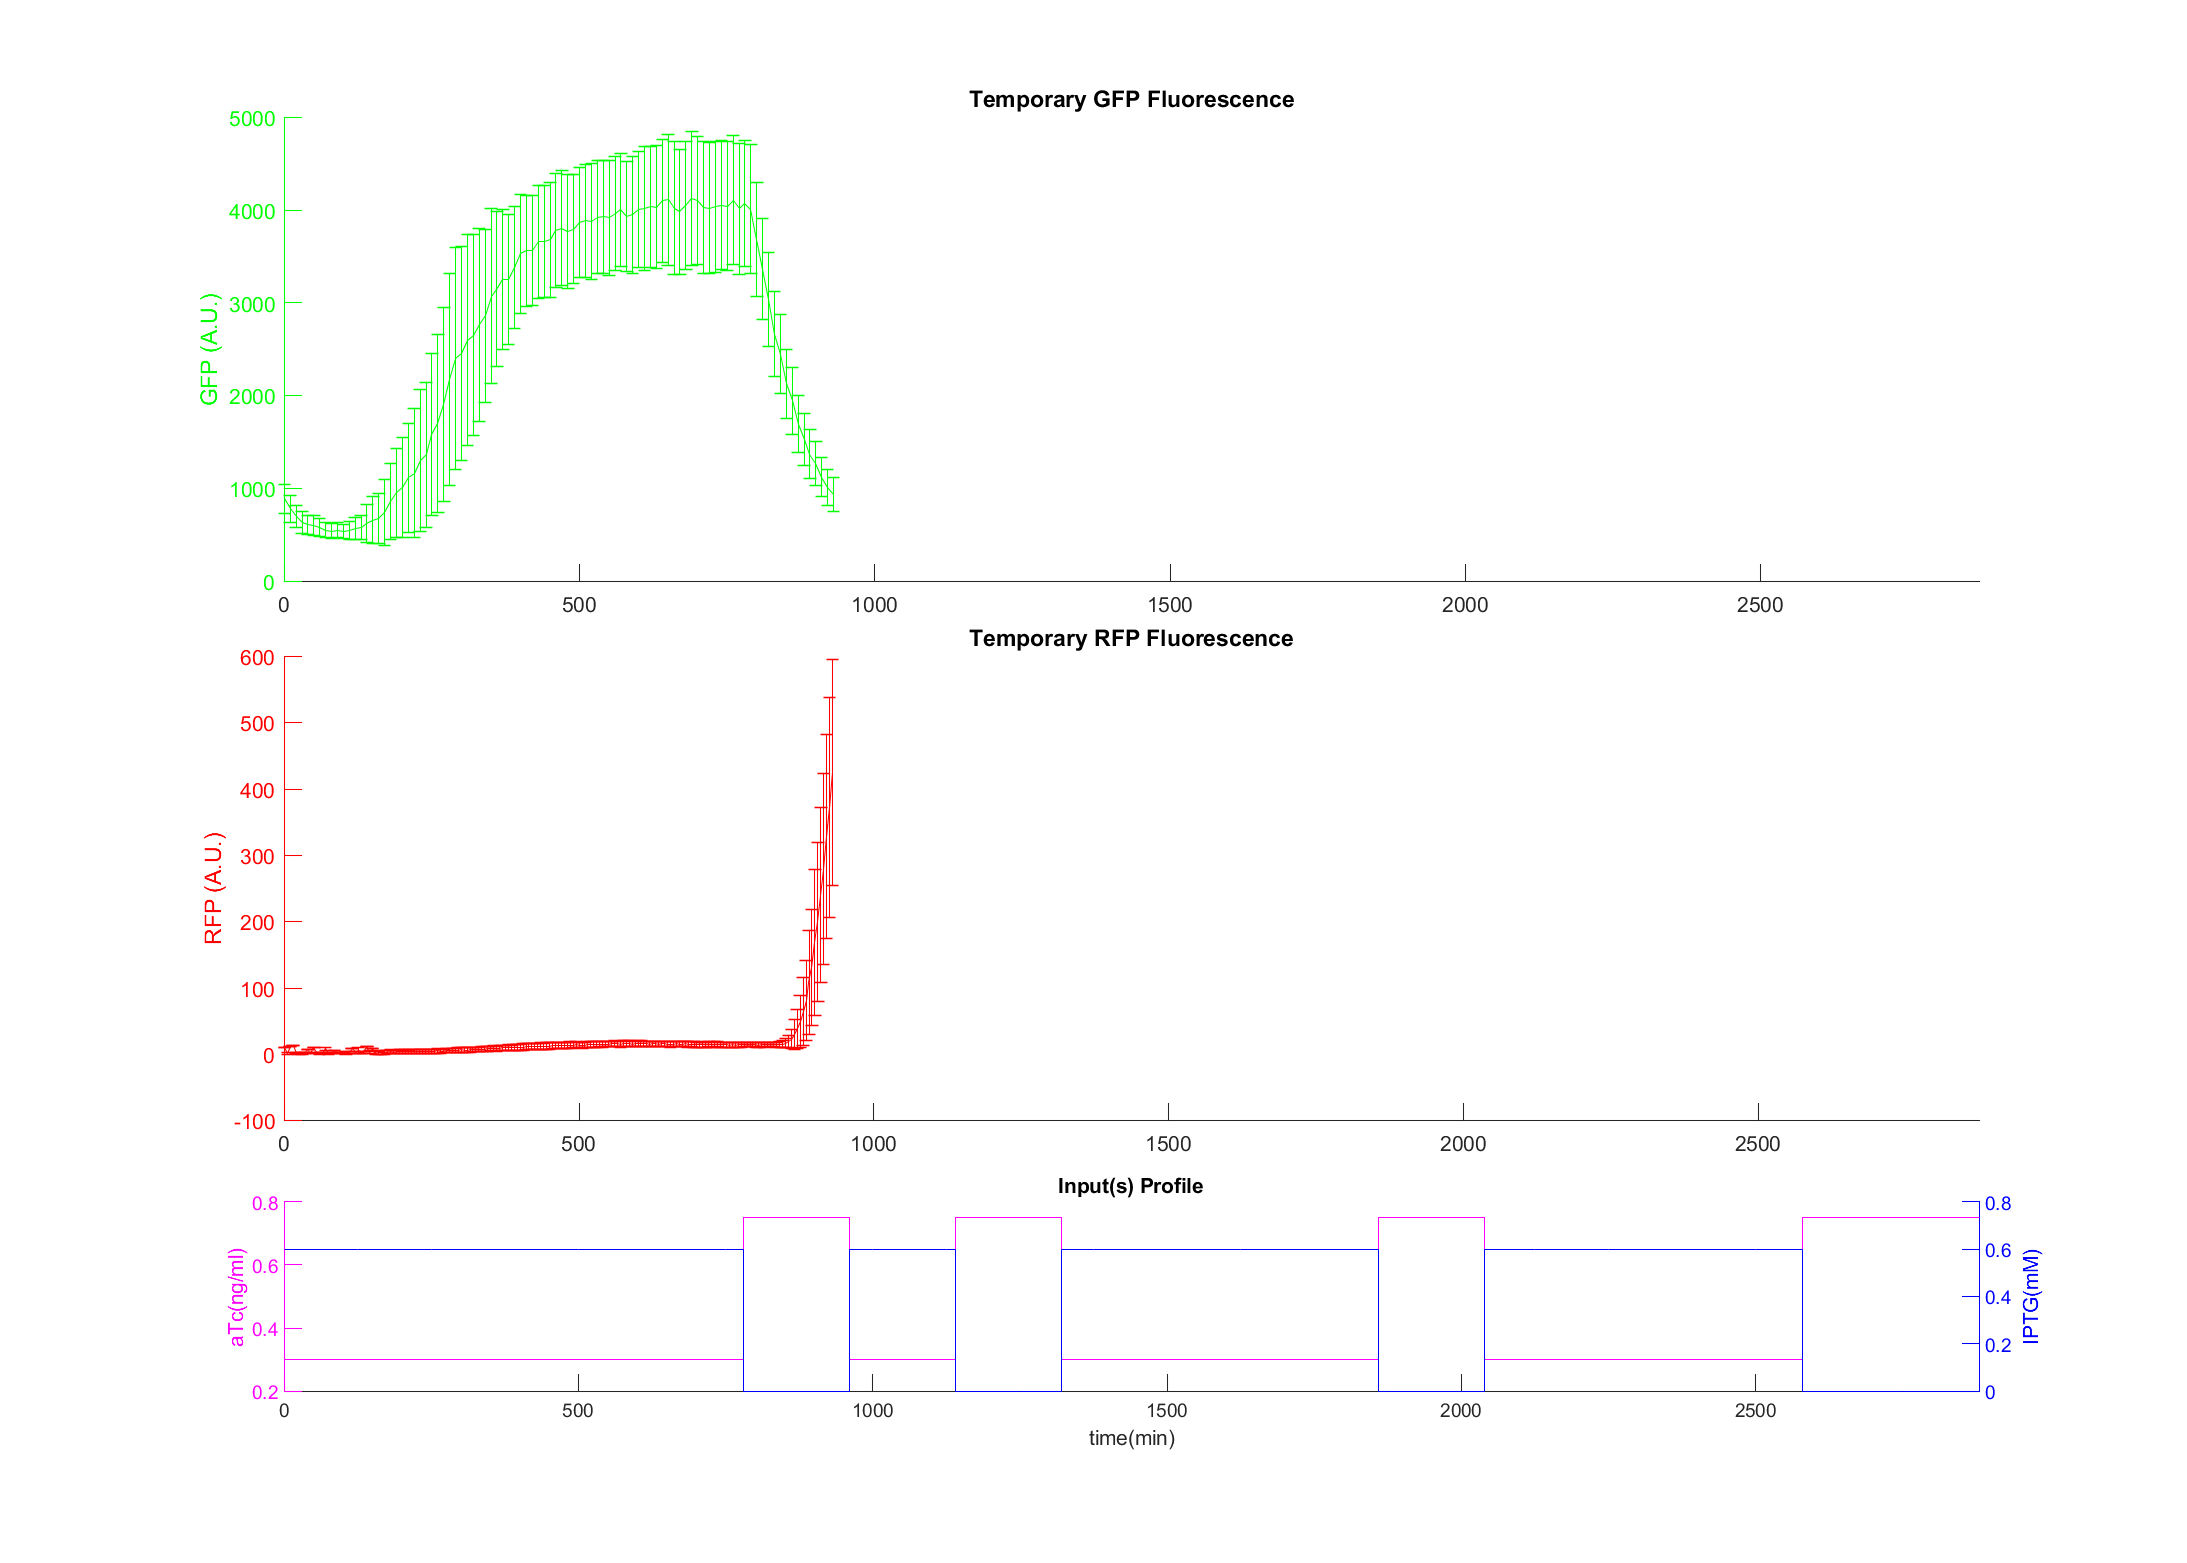 Temporary GFP Fluorescence
5000
4000
3000
2000
1000
0
GFP (A.U.)
0 500 1000 1500 2000 2500
Temporary RFP Fluorescence
600
500
400
300
200
100
0
-100
RFP (A.U.)
0 500 1000 1500 2000 2500
Input(s) Profile
0.8
0.6
0.4
0.2
aTc(ng/ml)
0.8
0.6
0.4
0.2
0
IPTG(mM)
0 500 1000 1500 2000 2500
time(min)